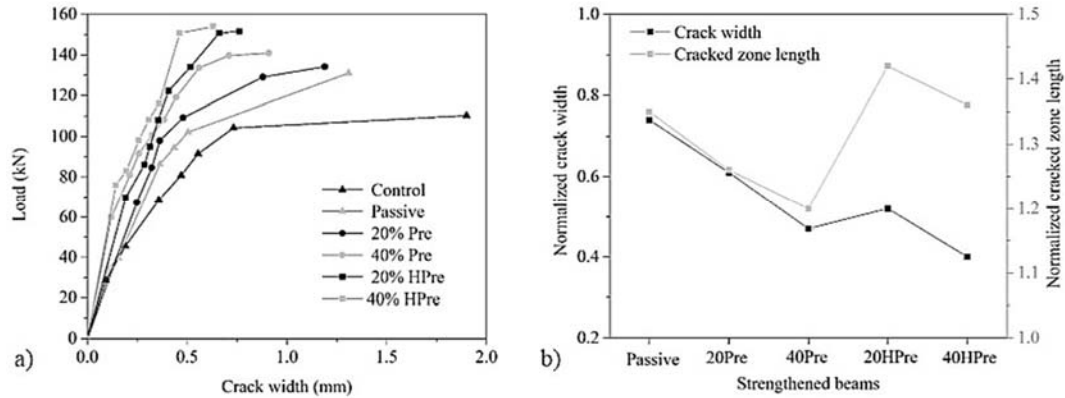 160
140
120
100
80
60
40
20
00
Load (kN)
0.0
0.5
1.0
1.5
2.0
Crack width (mm)
Control
Passive
20% Pre
40% Pre
20% HPre
40% HPre
a)
1.0
0.8
0.6
0.4
0.2
Normalized crack width
Crack width
Cracked zone length
1.5
1.4
1.3
1.2
1.1
1.0
Normalized cracked zone length
Passive
20Pre
40Pre
20HPre
40HPre
Strengthened beams
b)